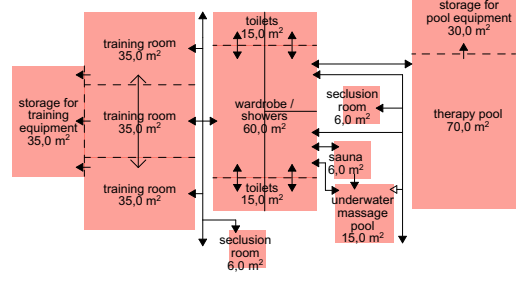 storage for
pool equipment
30,0 m²
toilets
15,0 m²
training room
35,0 m²
storage for
training
equipment
35,0 m²
training room
35,0 m²
wardrobe /
showers
60,0 m²
seclusion
room
6,0 m²
therapy pool
70,0 m²
sauna
6,0 m²
training room
35,0 m²
toilets
15,0 m²
underwater
massage
pool
15,0 m²
seclusion
room
6,0 m²